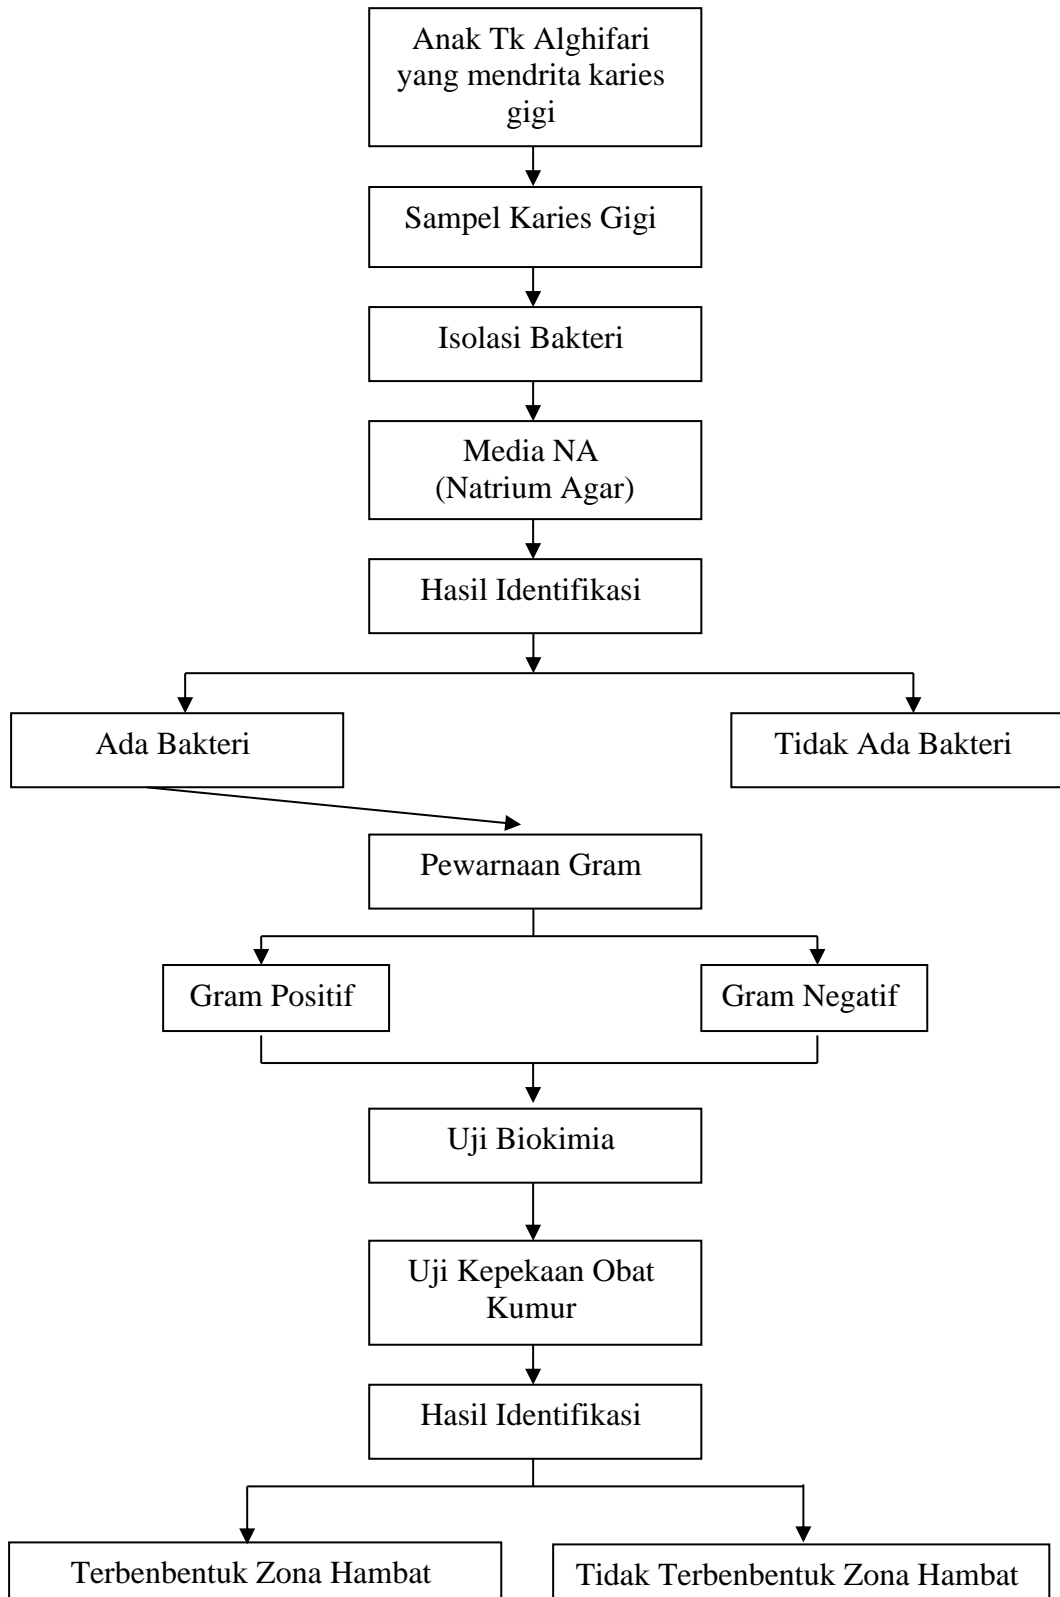 Anak Tk Alghifari
yang mendrita karies
gigi
Sampel Karies Gigi
Isolasi Bakteri
Media NA
(Natrium Agar)
Hasil Identifikasi
Ada Bakteri
Tidak Ada Bakteri
Pewarnaan Gram
Gram Positif
Gram Negatif
Uji Biokimia
Uji Kepekaan Obat
Kumur
Hasil Identifikasi
Terbenbentuk Zona Hambat
Tidak Terbenbentuk Zona Hambat